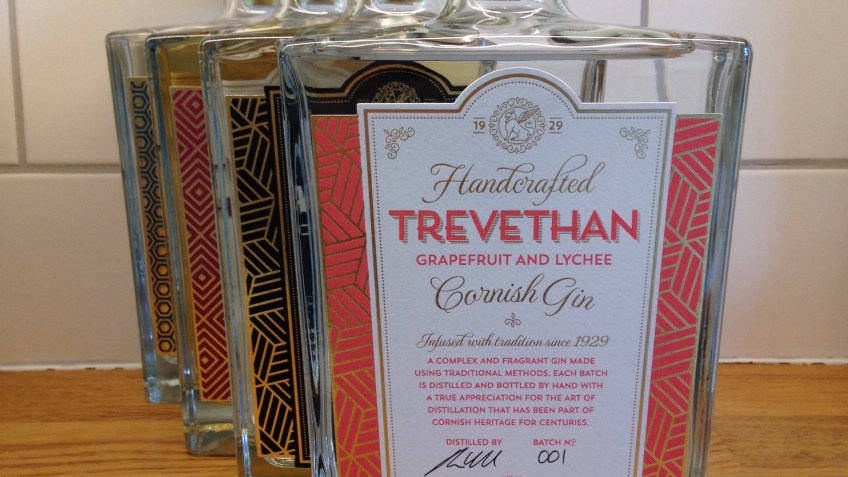 19 29
Handcrafted
TREVETHAN
GRAPEFRUIT AND LYCHEE
Cornish Gin
Infused with tradition since 1929
A COMPLEX AND FRAGRANT GIN MADE
USING TRADITIONAL METHODS. EACH BATCH
IS DISTILLED AND BOTTLED BY HAND WITH
A TRUE APPRECIATION FOR THE ART OF
DISTILLATION THAT HAS BEEN PART OF
CORNISH HERITAGE FOR CENTURIES.
DISTILLED BY BATCH Nº
001